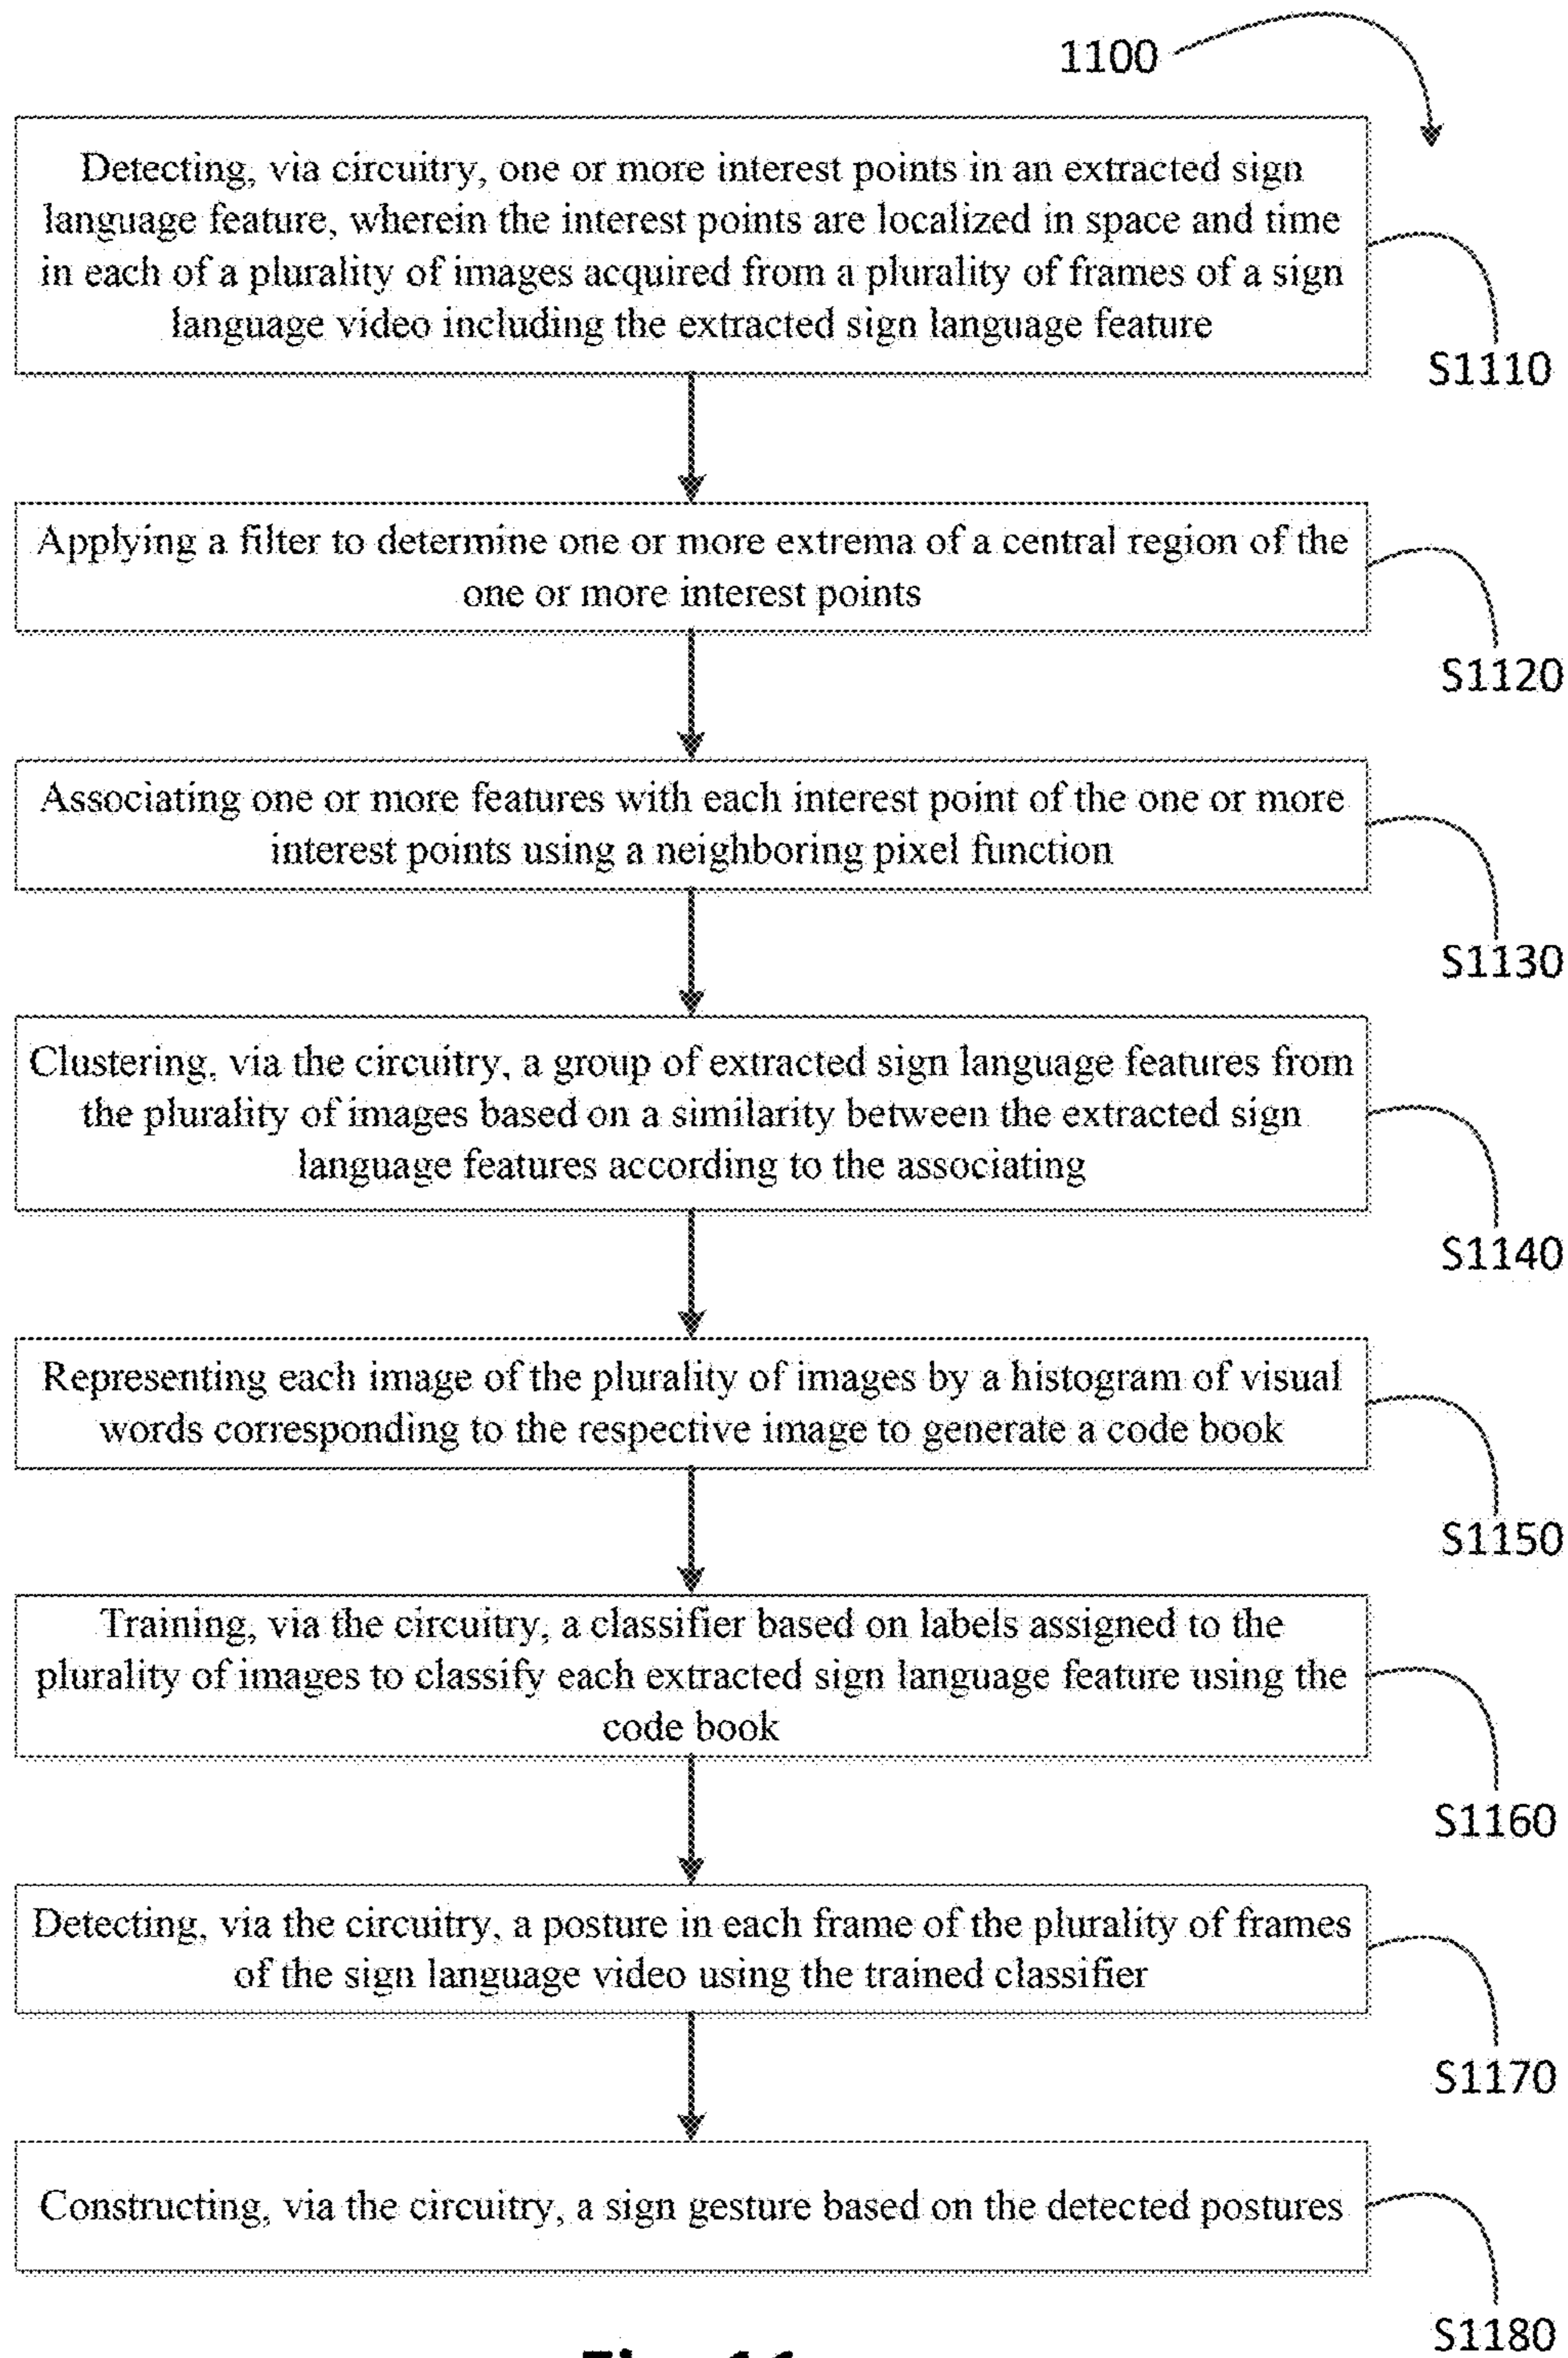 1100
Detecting, via circuitry, one or more interest points in an extracted sign
language feature, wherein the interest points are localized in space and time
in each of a plurality of images acquired from a plurality of frames of a sign
language video including the extracted sign language feature
S1110
Applying a filter to determine one or more extrema of a central region of the
one or more interest points
S1120
Associating one or more features with each interest point of the one or more
interest points using a neighboring pixel function
S1130
Clustering, via the circuitry, a group of extracted sign language features from
the plurality of images based on a similarity between the extracted sign
language features according to the associating
S1140
Representing each image of the plurality of images by a histogram of visual
words corresponding to the respective image to generate a code book
S1150
Training, via the circuitry, a classifier based on labels assigned to the
plurality of images to classify each extracted sign language feature using the
code book
S1160
Detecting, via the circuitry, a posture in each frame of the plurality of frames
of the sign language video using the trained classifier
S1170
Constructing, via the circuitry, a sign gesture based on the detected postures
S1180